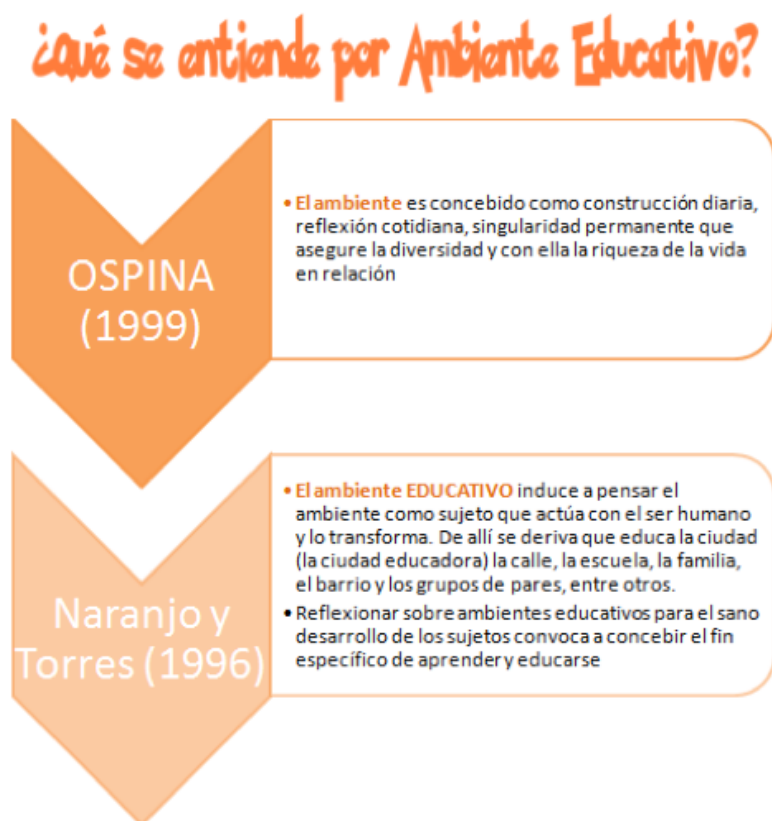 ¿Qué se entiende por Ambiente Educativo?
OSPINA
(1999)
• El ambiente es concebido como construcción diaria,
reflexión cotidiana, singularidad permanente que
asegure la diversidad y con ella la riqueza de la vida
en relación
Naranjo y
Torres (1996)
• El ambiente EDUCATIVO induce a pensar el
ambiente como sujeto que actúa con el ser humano
y lo transforma. De allí se deriva que educa la ciudad
(la ciudad educadora) la calle, la escuela, la familia,
el barrio y los grupos de pares, entre otros.
• Reflexionar sobre ambientes educativos para el sano
desarrollo de los sujetos convoca a concebir el fin
específico de aprender y educarse